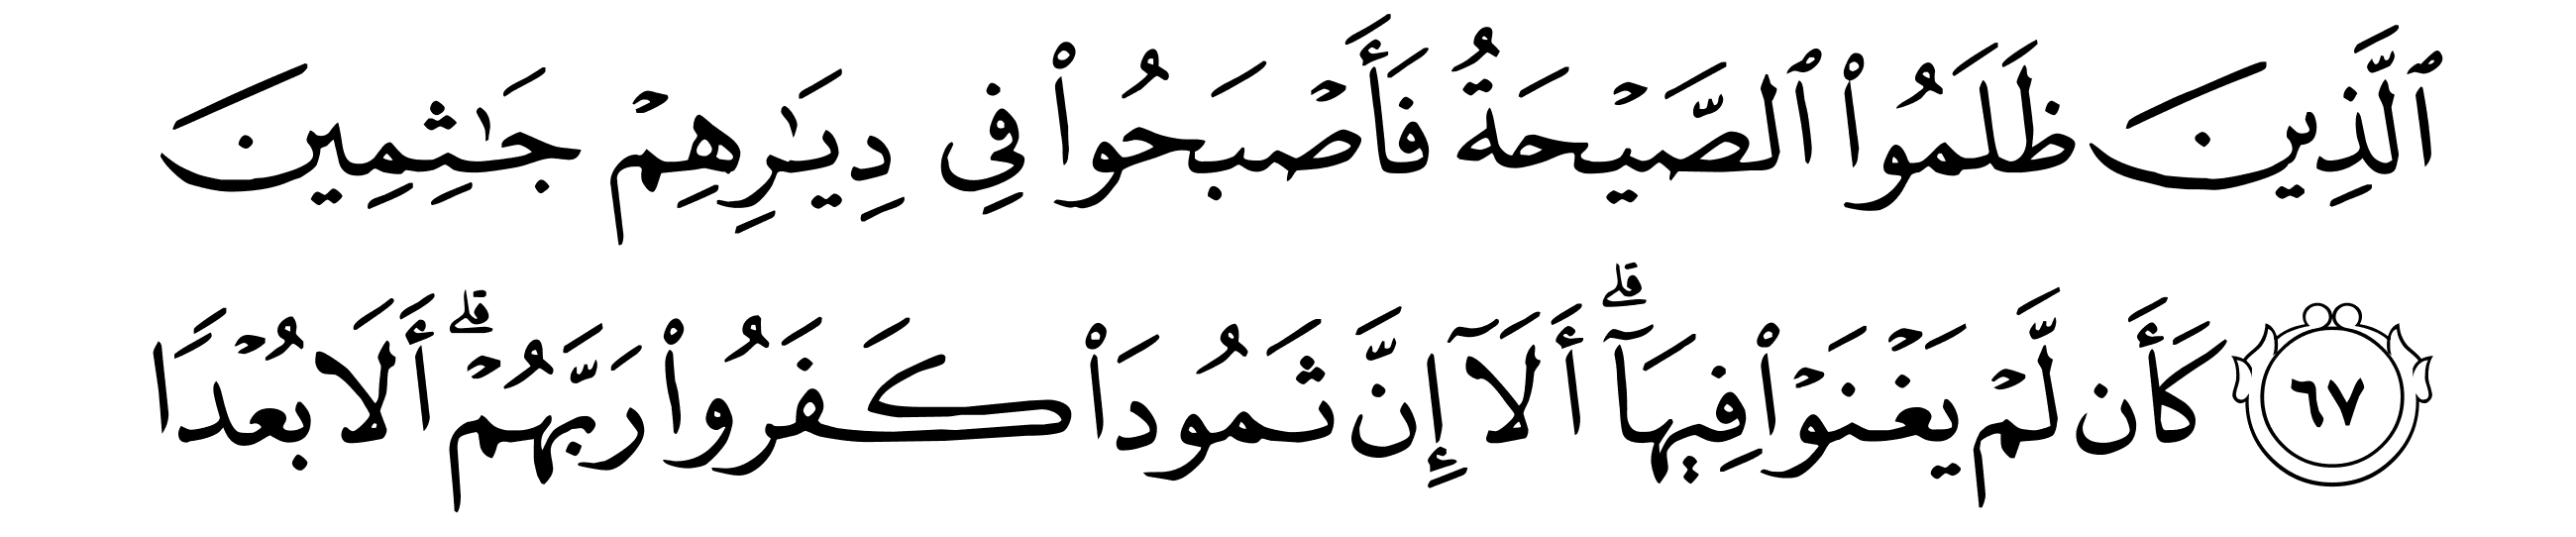 ٱلَّذِينَ ظَلَمُوا۟ ٱلصَّيْحَةُ فَأَصْبَحُوا۟ فِى دِيَـٰرِهِمْ جَـٰثِمِينَ
٦٧ كَأَن لَّمْ يَغْنَوْا۟ فِيهَآ ۗ أَلَآ إِنَّ ثَمُودَا۟ كَفَرُوا۟ رَبَّهُمْ ۗ أَلَا بُعْدًا